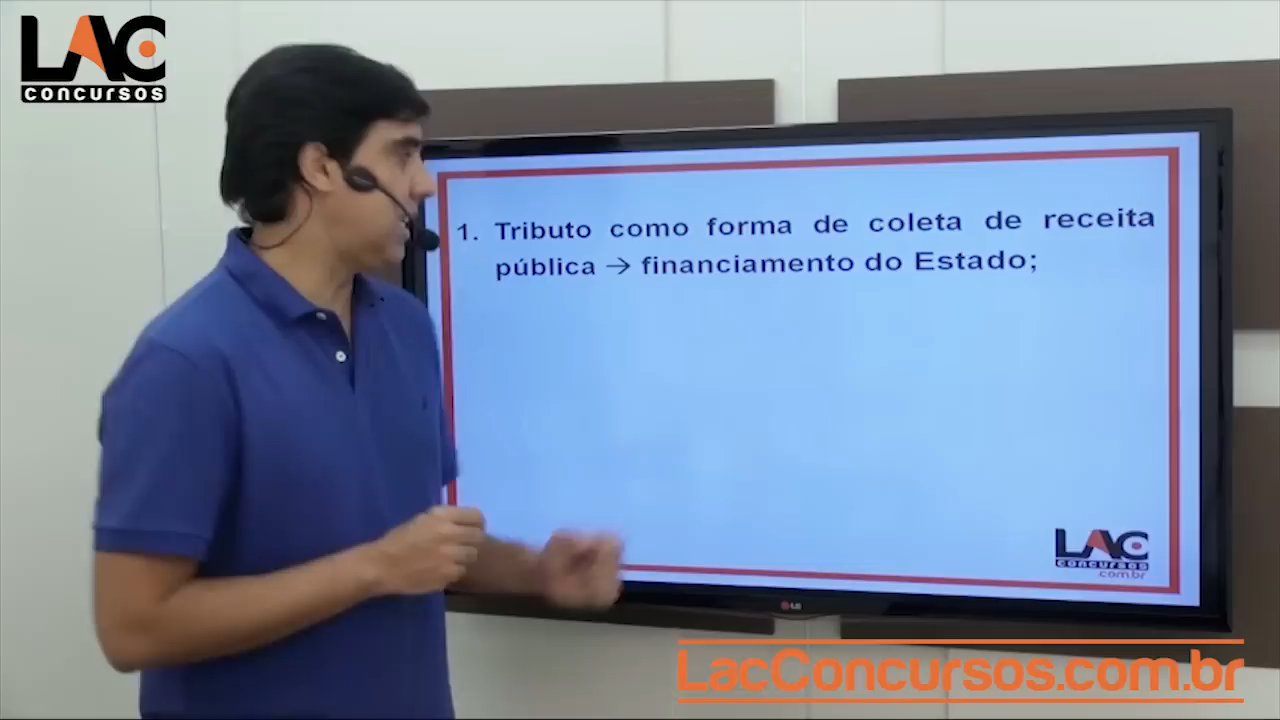 LAC
concursos
1. Tributo como forma de coleta de receita
pública → financiamento do Estado;
LAC
concursos
.com.br
LG
LacConcursos.com.br